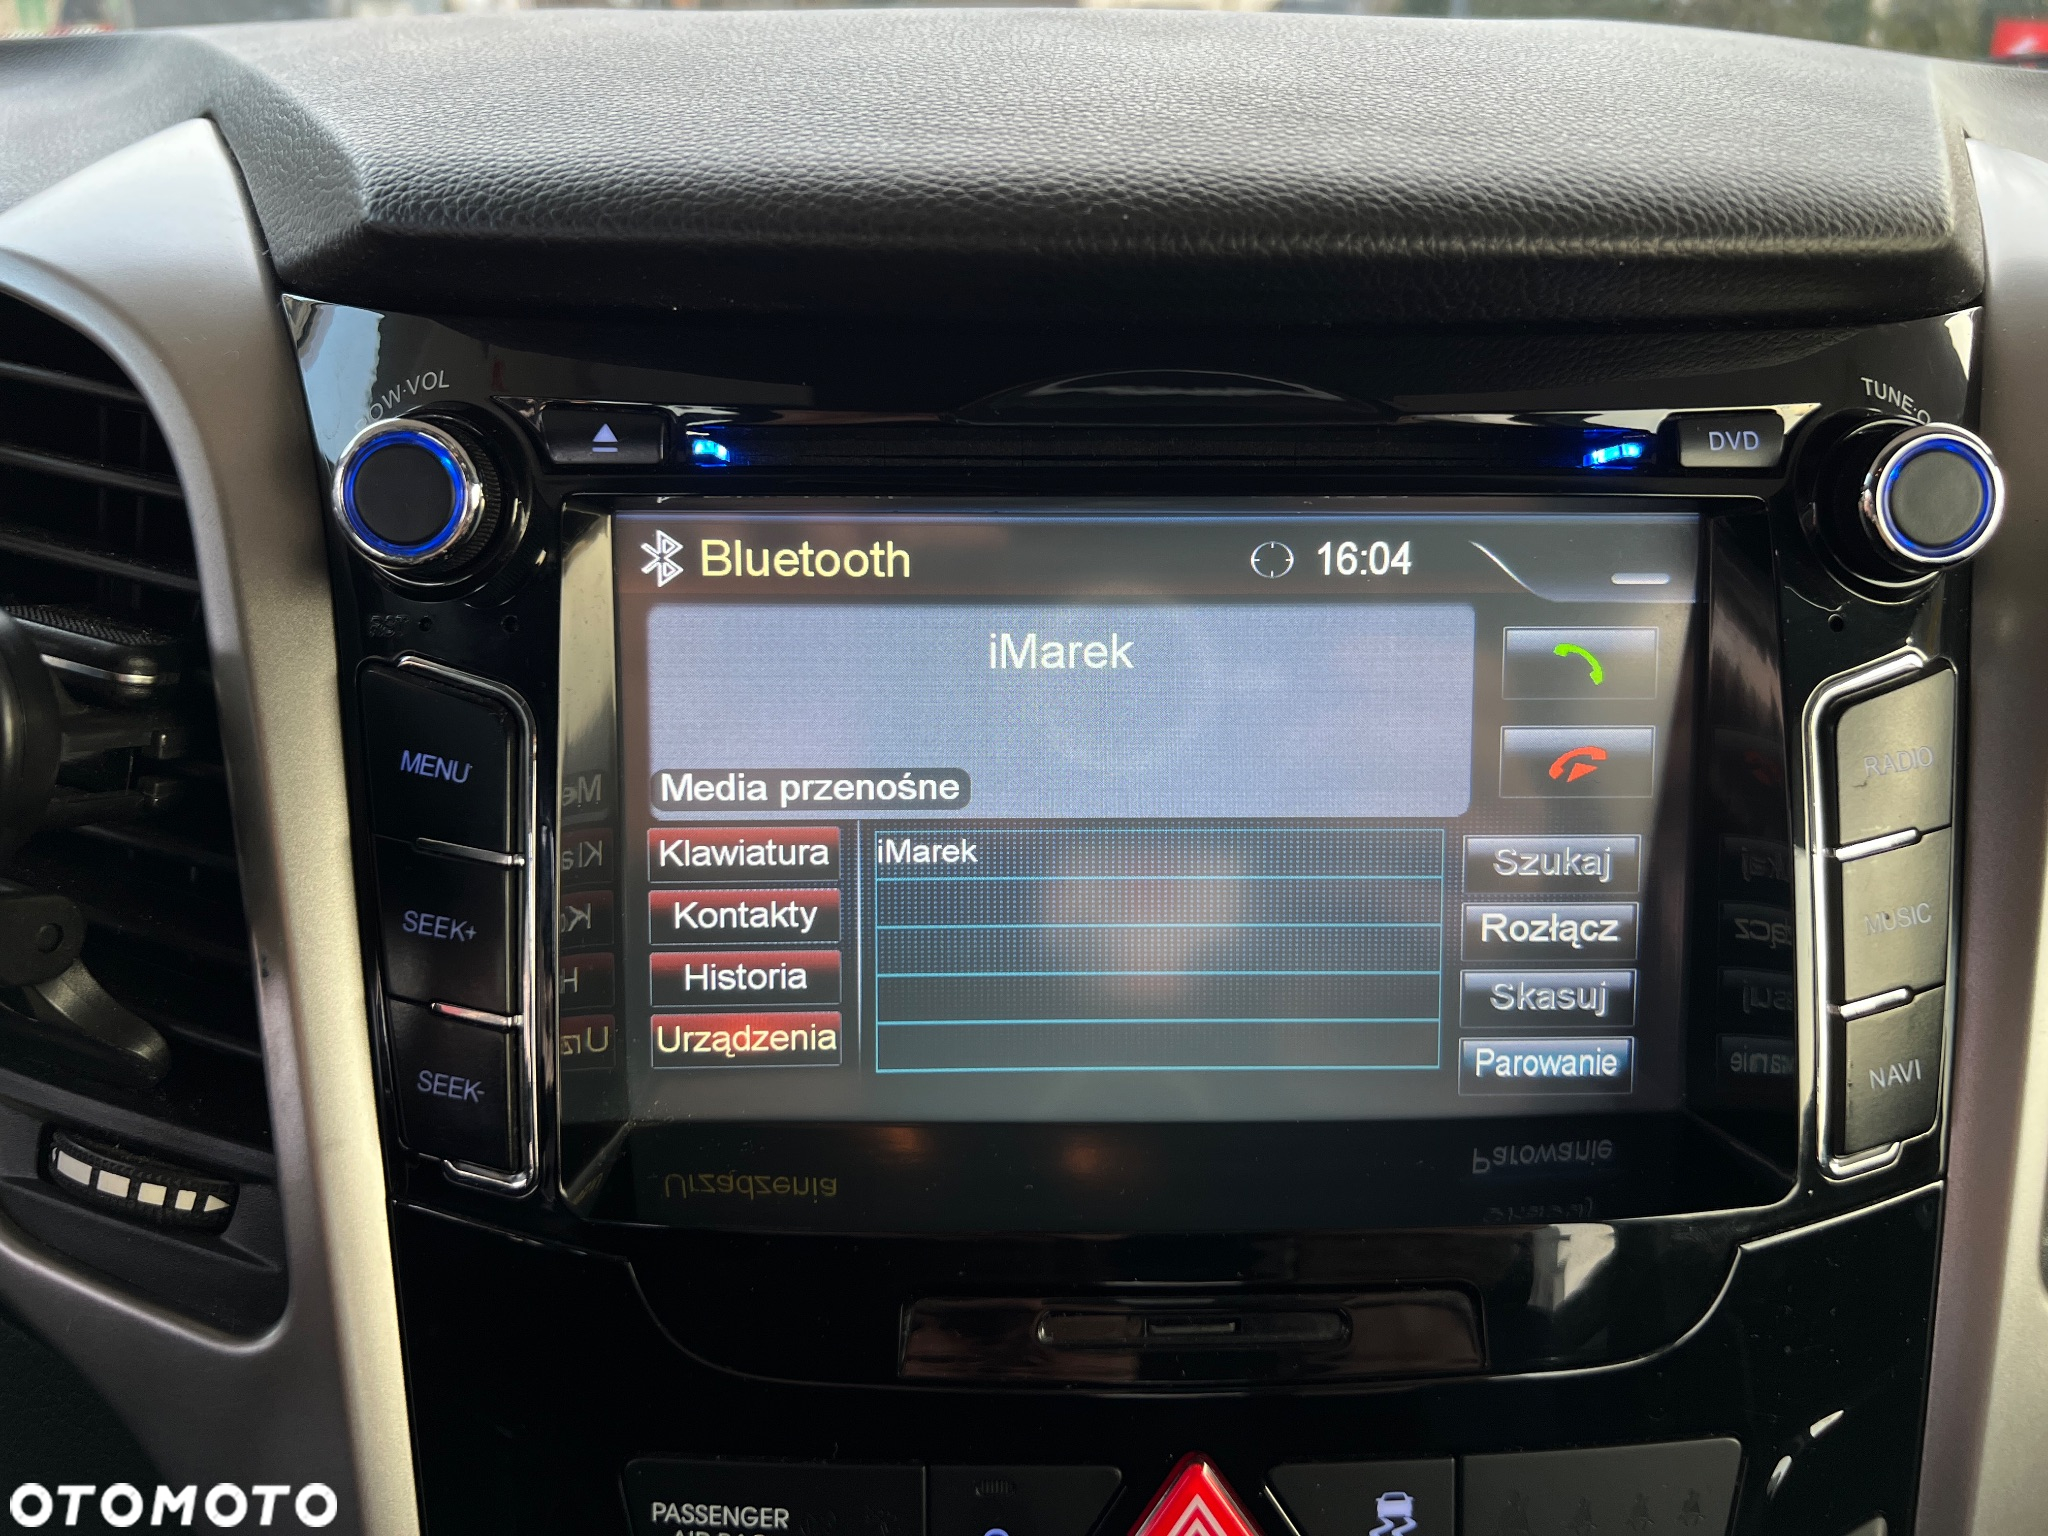 POW·VOL
TUNE·O
DVD
Bluetooth
16:04
iMarek
Media przenośne
MENU
SEEK+
SEEK-
RADIO
MUSIC
NAVI
Klawiatura
Kontakty
Historia
Urządzenia
iMarek
Szukaj
Rozłącz
Skasuj
Parowanie
PASSENGER
OTOMOTO